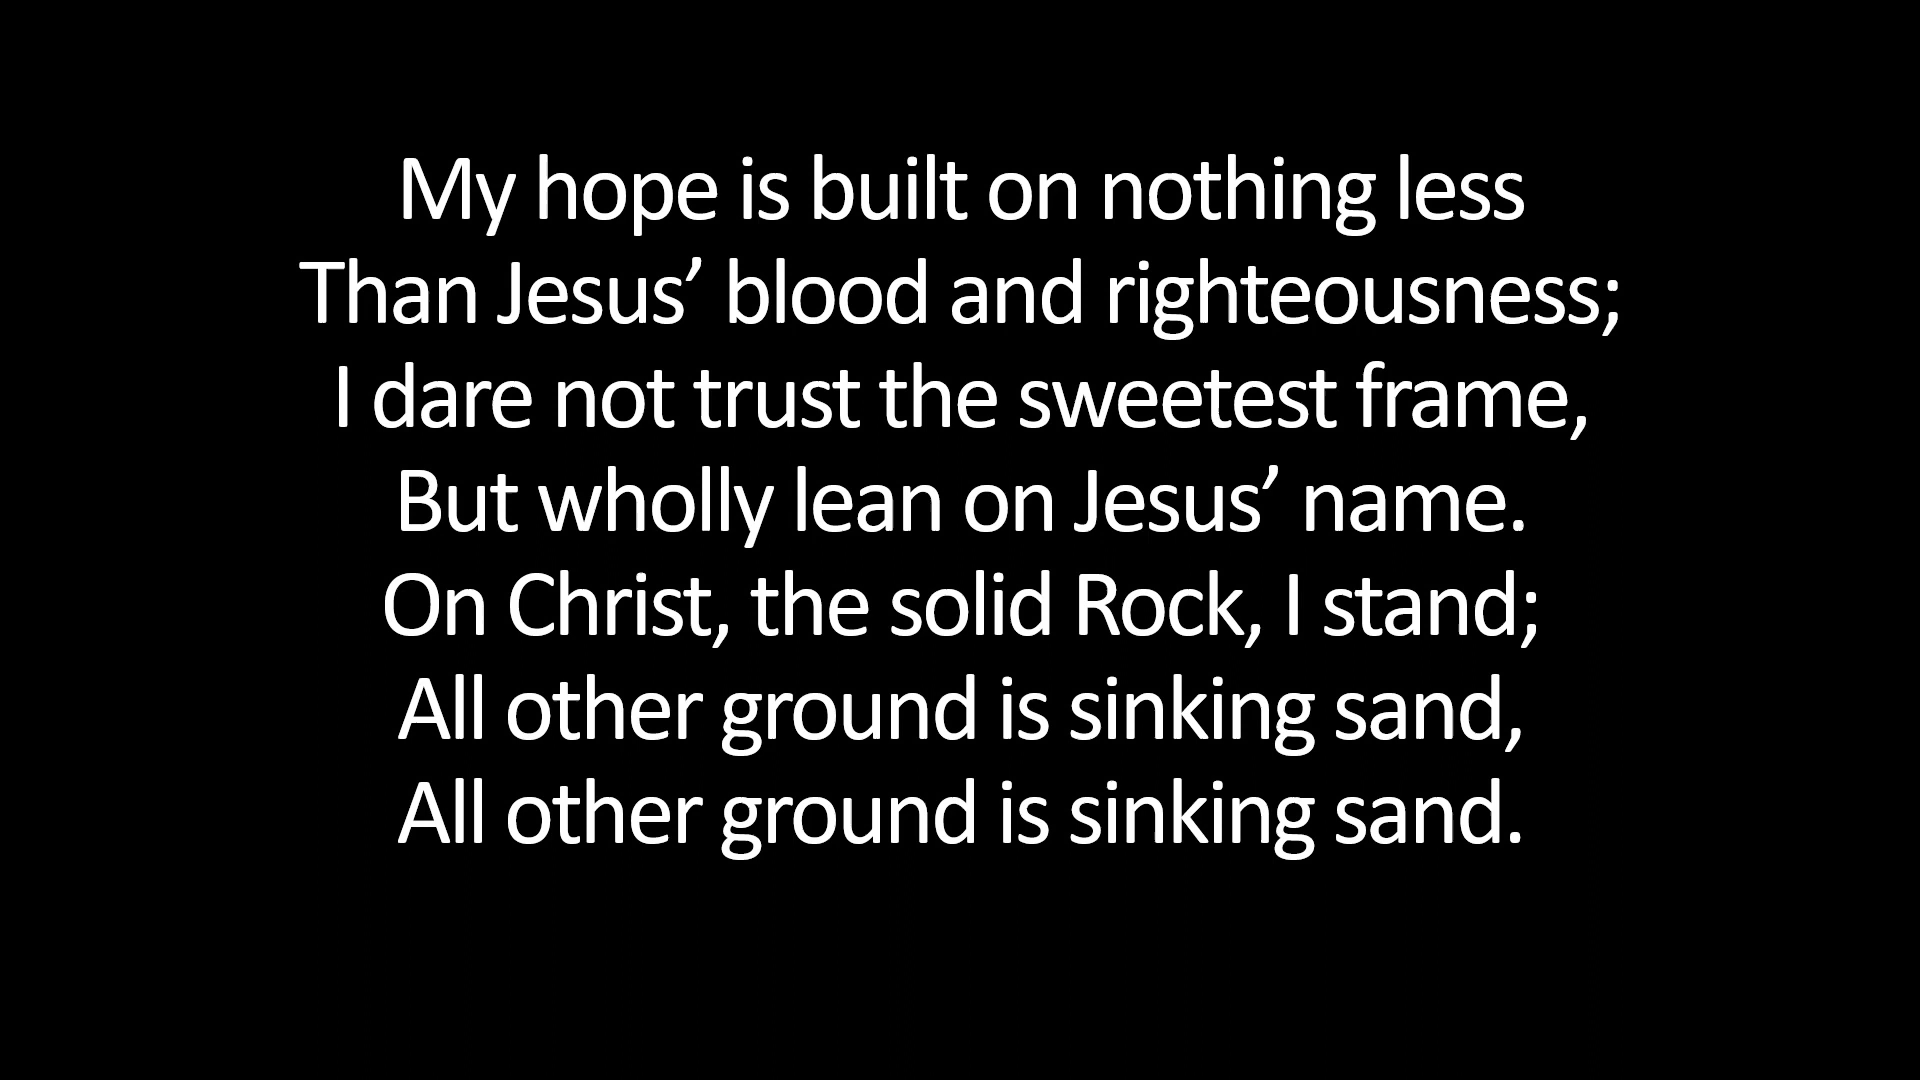 My hope is built on nothing less
Than Jesus’ blood and righteousness;
I dare not trust the sweetest frame,
But wholly lean on Jesus’ name.
On Christ, the solid Rock, I stand;
All other ground is sinking sand,
All other ground is sinking sand.